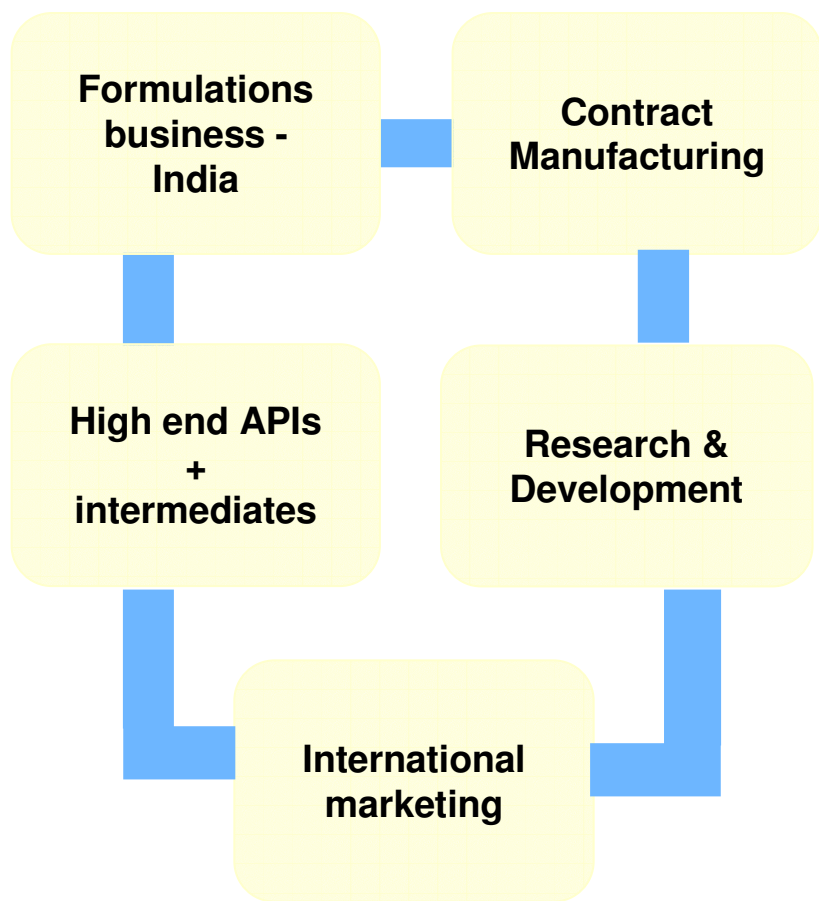 Formulations
business -
India
Contract
Manufacturing
High end APIs
+
intermediates
Research &
Development
International
marketing